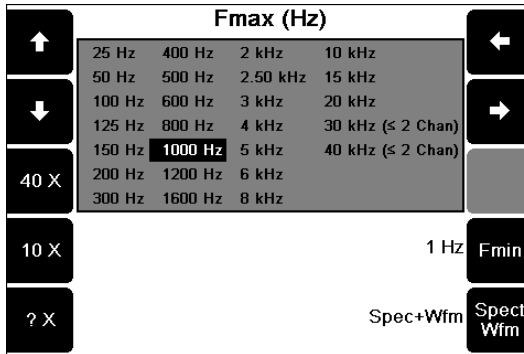 Fmax (Hz)
25 Hz 400 Hz 2 kHz 10 kHz
50 Hz 500 Hz 2.50 kHz 15 kHz
100 Hz 600 Hz 3 kHz 20 kHz
125 Hz 800 Hz 4 kHz 30 kHz (≤ 2 Chan)
150 Hz 1000 Hz 5 kHz 40 kHz (≤ 2 Chan)
200 Hz 1200 Hz 6 kHz
300 Hz 1600 Hz 8 kHz
40 X
10 X
1 Hz Fmin
? X
Spec+Wfm Spect
Wfm